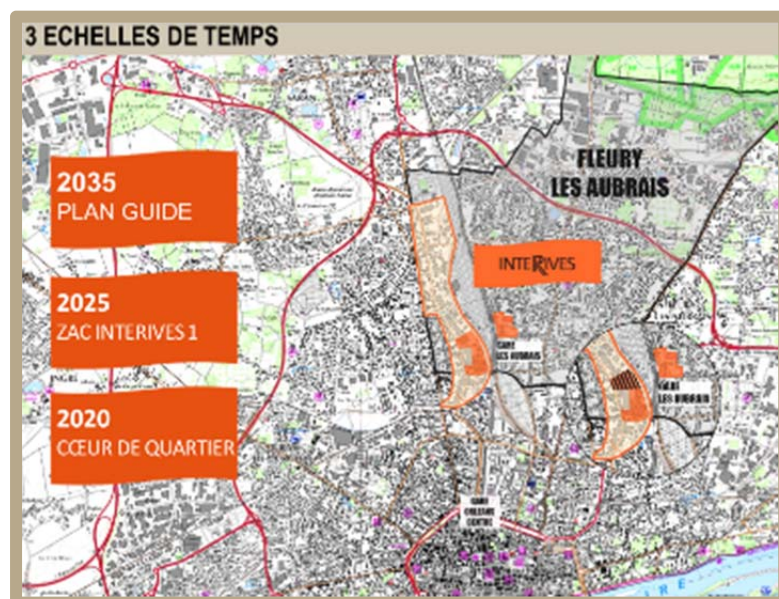 3 ECHELLES DE TEMPS
FLEURY
LES AUBRAIS
2035
PLAN GUIDE
INTERIVES
2025
ZAC INTERIVES 1
GARE
LES AUBRAIS
GARE
LES AUBRAIS
2020
CŒUR DE QUARTIER
GARE
ORLEANS
CENTRE